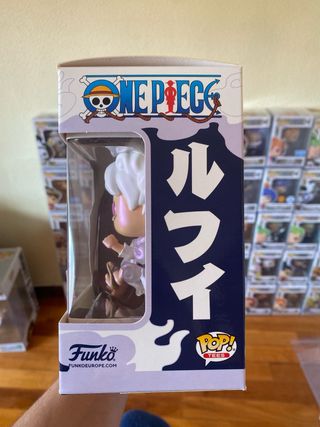 ONE PIECE
ルフィ
Funko
FUNKOEUROPE.COM
POP!
TEES